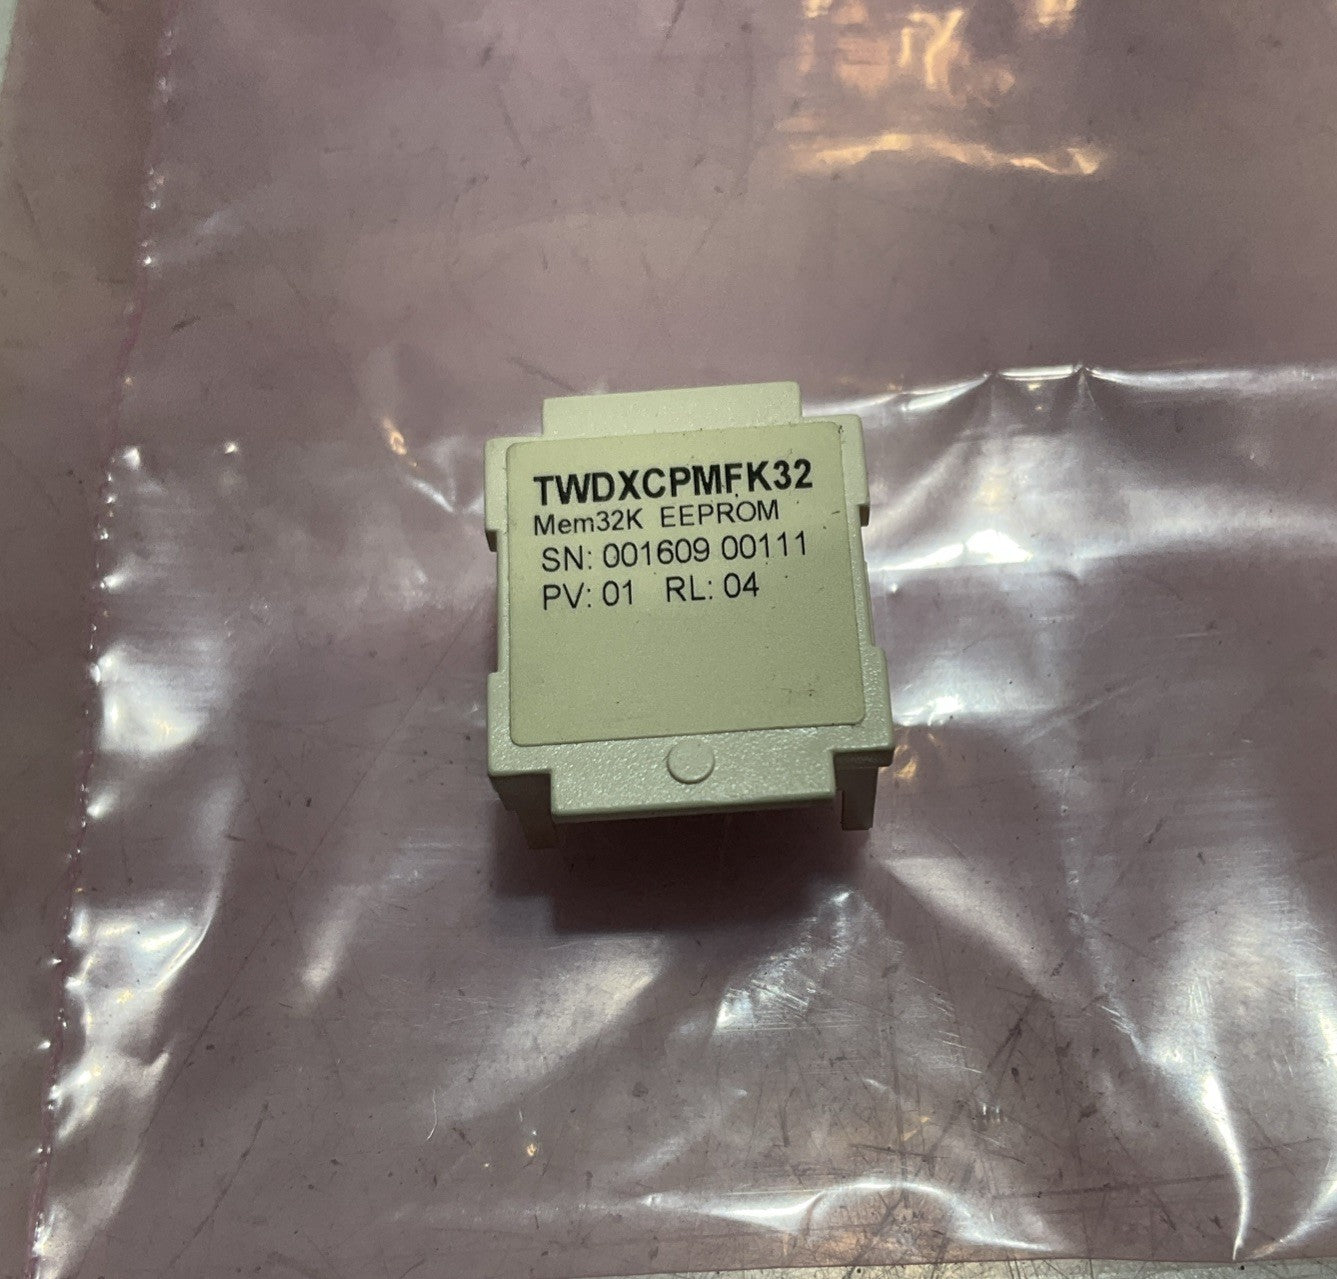 TWDXCPMFK32
Mem32K EEPROM
SN: 001609 00111
PV: 01 RL: 04